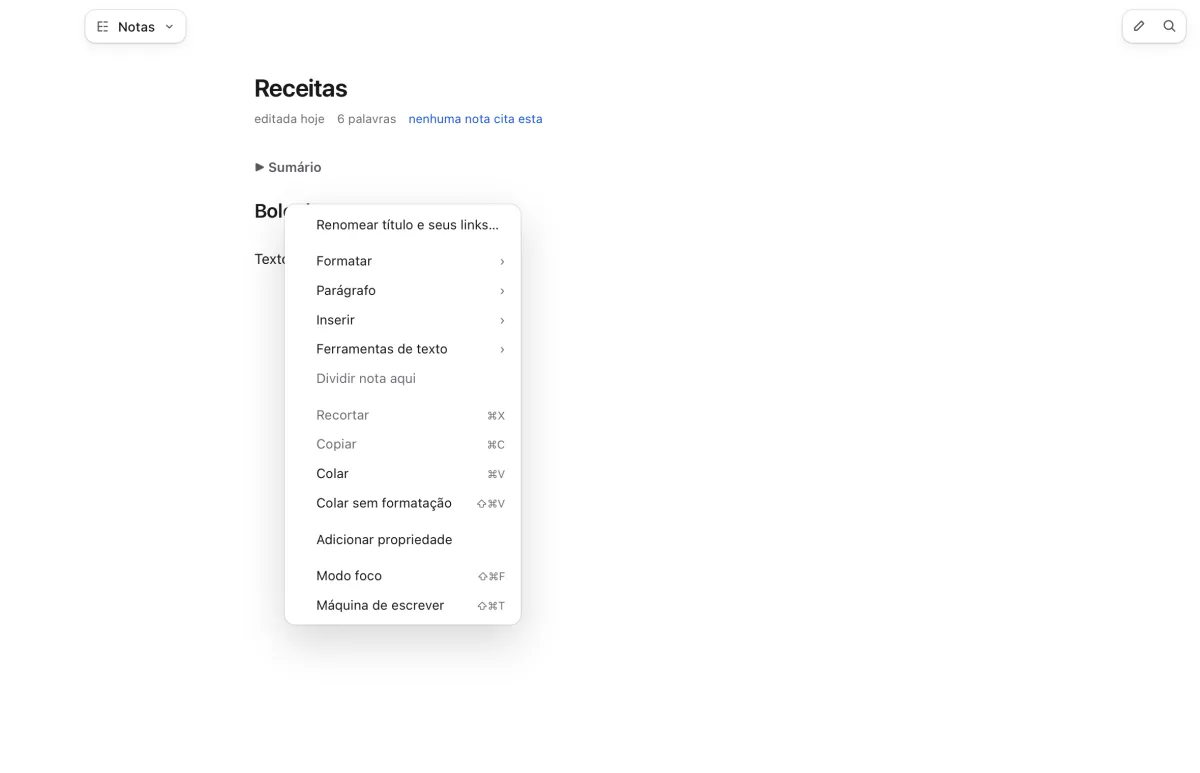 Notas
Receitas
editada hoje 6 palavras nenhuma nota cita esta
Sumário
Renomear título e seus links...
Formatar
Parágrafo
Inserir
Ferramentas de texto
Dividir nota aqui
Recortar ⌘X
Copiar ⌘C
Colar ⌘V
Colar sem formatação ⇧⌘V
Adicionar propriedade
Modo foco ⇧⌘F
Máquina de escrever ⇧⌘T